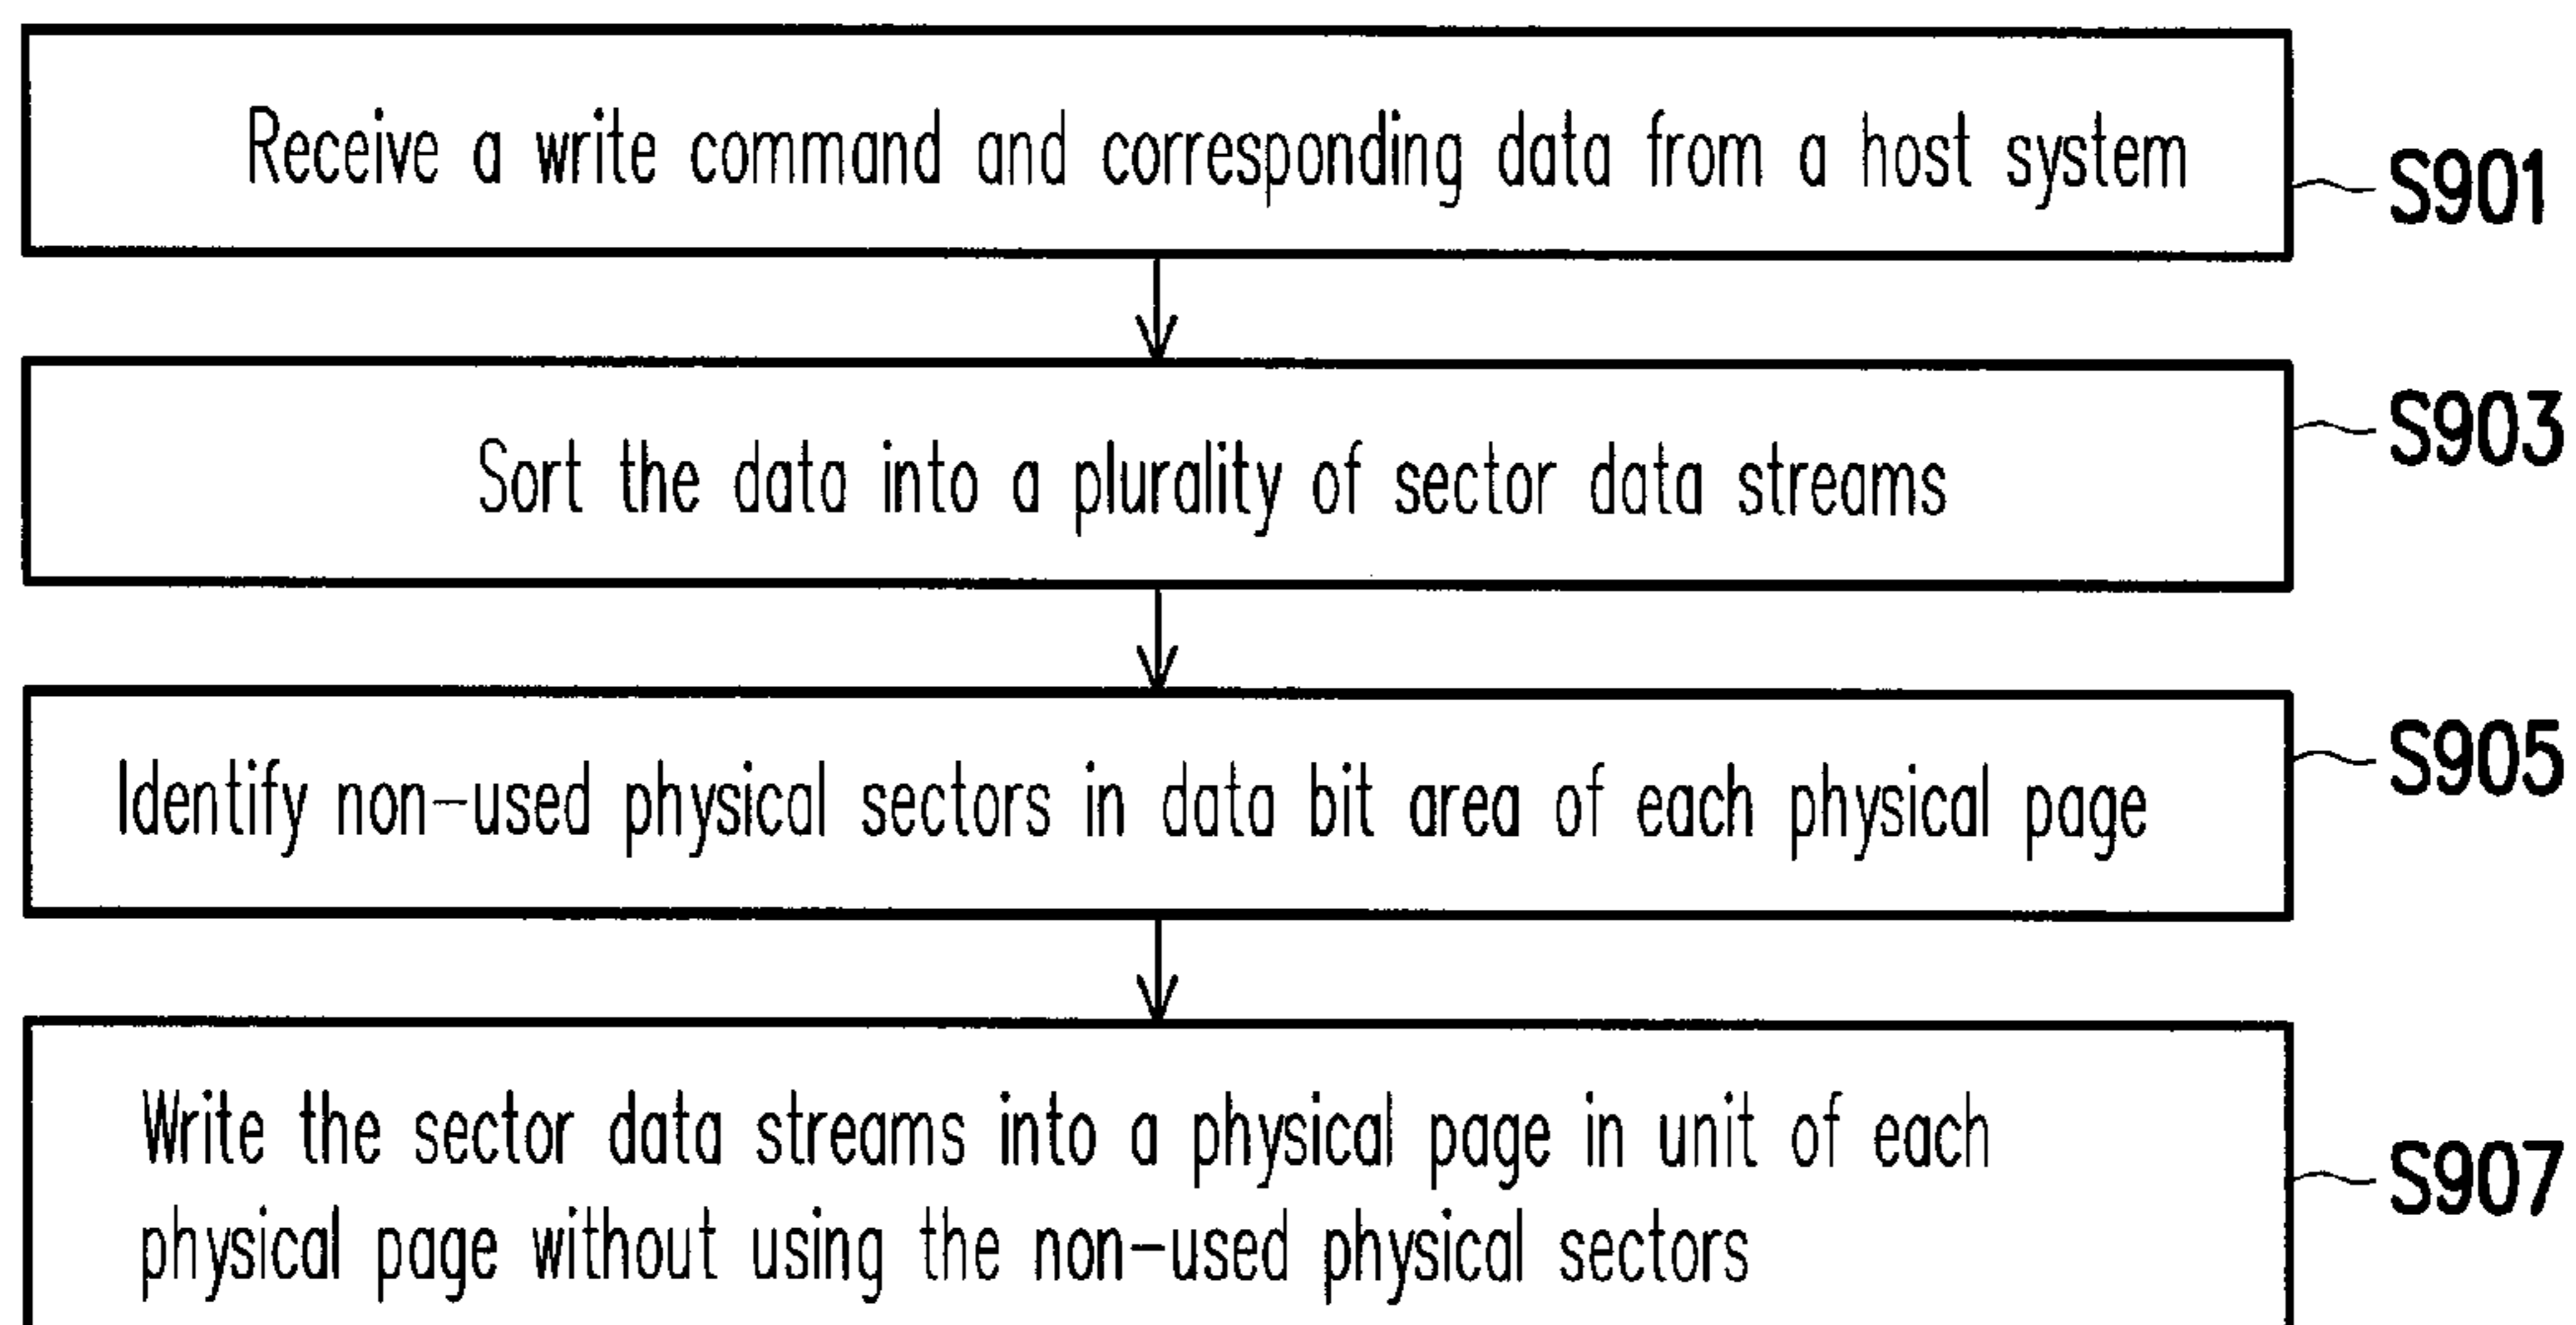 Receive a write command and corresponding data from a host system
S901
Sort the data into a plurality of sector data streams
S903
Identify non-used physical sectors in data bit area of each physical page
S905
Write the sector data streams into a physical page in unit of each
physical page without using the non-used physical sectors
S907